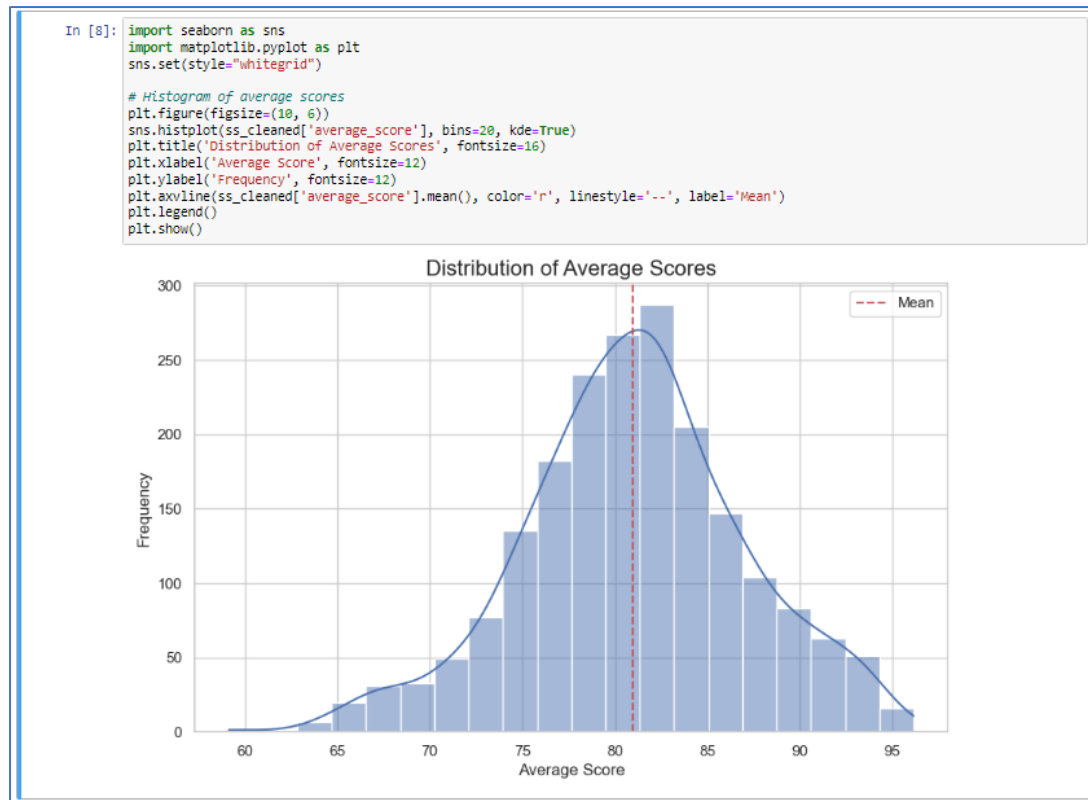 In [8]: import seaborn as sns
import matplotlib.pyplot as plt
sns.set(style="whitegrid")
# Histogram of average scores
plt.figure(figsize=(10, 6))
sns.histplot(ss_cleaned['average_score'], bins=20, kde=True)
plt.title('Distribution of Average Scores', fontsize=16)
plt.xlabel('Average Score', fontsize=12)
plt.ylabel('Frequency', fontsize=12)
plt.axvline(ss_cleaned['average_score'].mean(), color='r', linestyle='--', label='Mean')
plt.legend()
plt.show()
Distribution of Average Scores
Mean
300
250
200
150
100
50
0
Frequency
60 65 70 75 80 85 90 95
Average Score